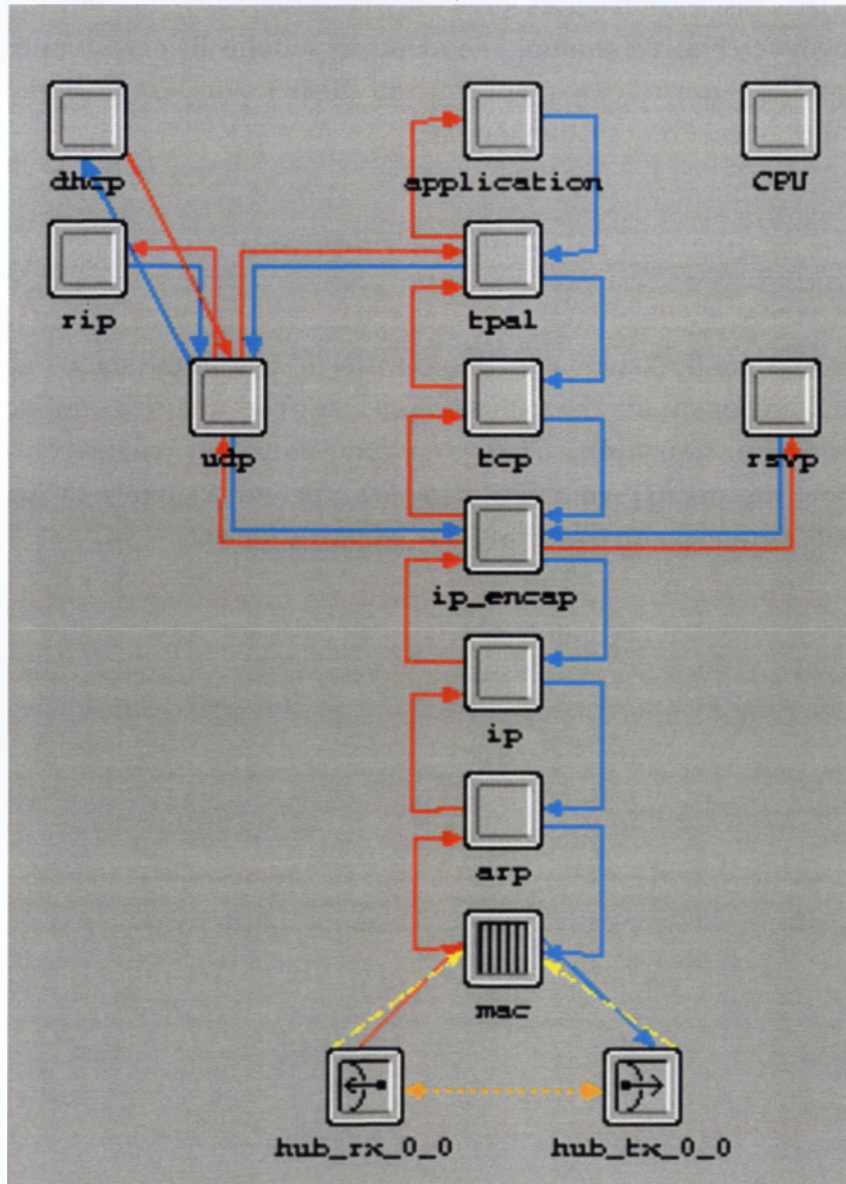 dhcp
application
CPU
rip
tpal
udp
tcp
rsvp
ip_encap
ip
arp
mac
hub_rx_0_0
hub_tx_0_0